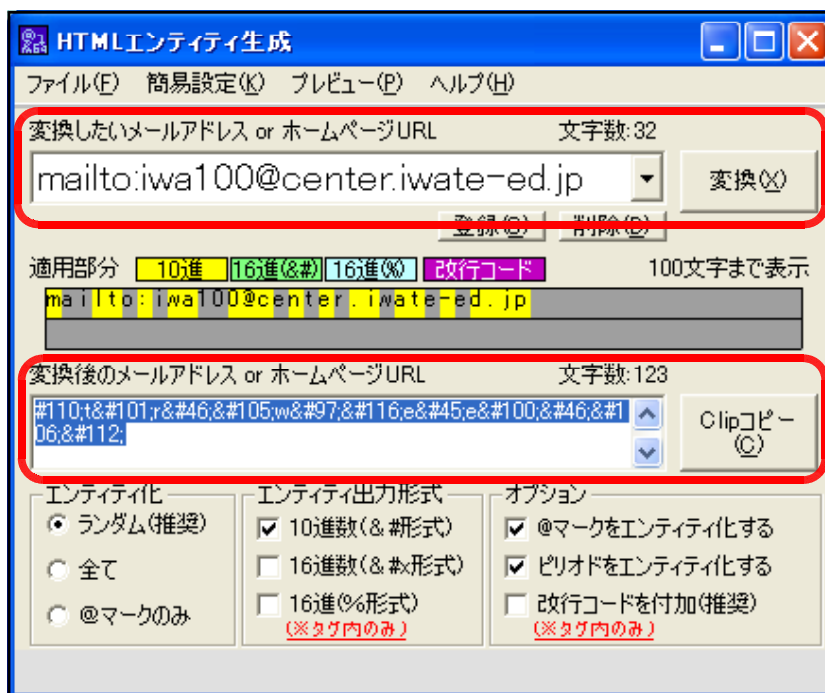 HTMLエンティティ生成
ファイル(F) 簡易設定(K) プレビュー(P) ヘルプ(H)
変換したいメールアドレス or ホームページURL 文字数:32
mailto:iwa100@center.iwate-ed.jp 変換(X)
登録(S) 削除(D)
適用部分 10進 16進(&#) 16進(%) 改行コード 100文字まで表示
mailto:iwa100@center.iwate-ed.jp
変換後のメールアドレス or ホームページURL 文字数:123
#110;t&#101;r&#46;&#105;w&#97;&#116;e&#45;e&#100;&#46;&#1
06;&#112;
Clipコピー
(C)
エンティティ化 エンティティ出力形式 オプション
ランダム(推奨) 10進数(&#形式) @マークをエンティティ化する
全て 16進数(&#x形式) ピリオドをエンティティ化する
@マークのみ 16進(%形式) 改行コードを付加(推奨)
(※タグ内のみ) (※タグ内のみ)